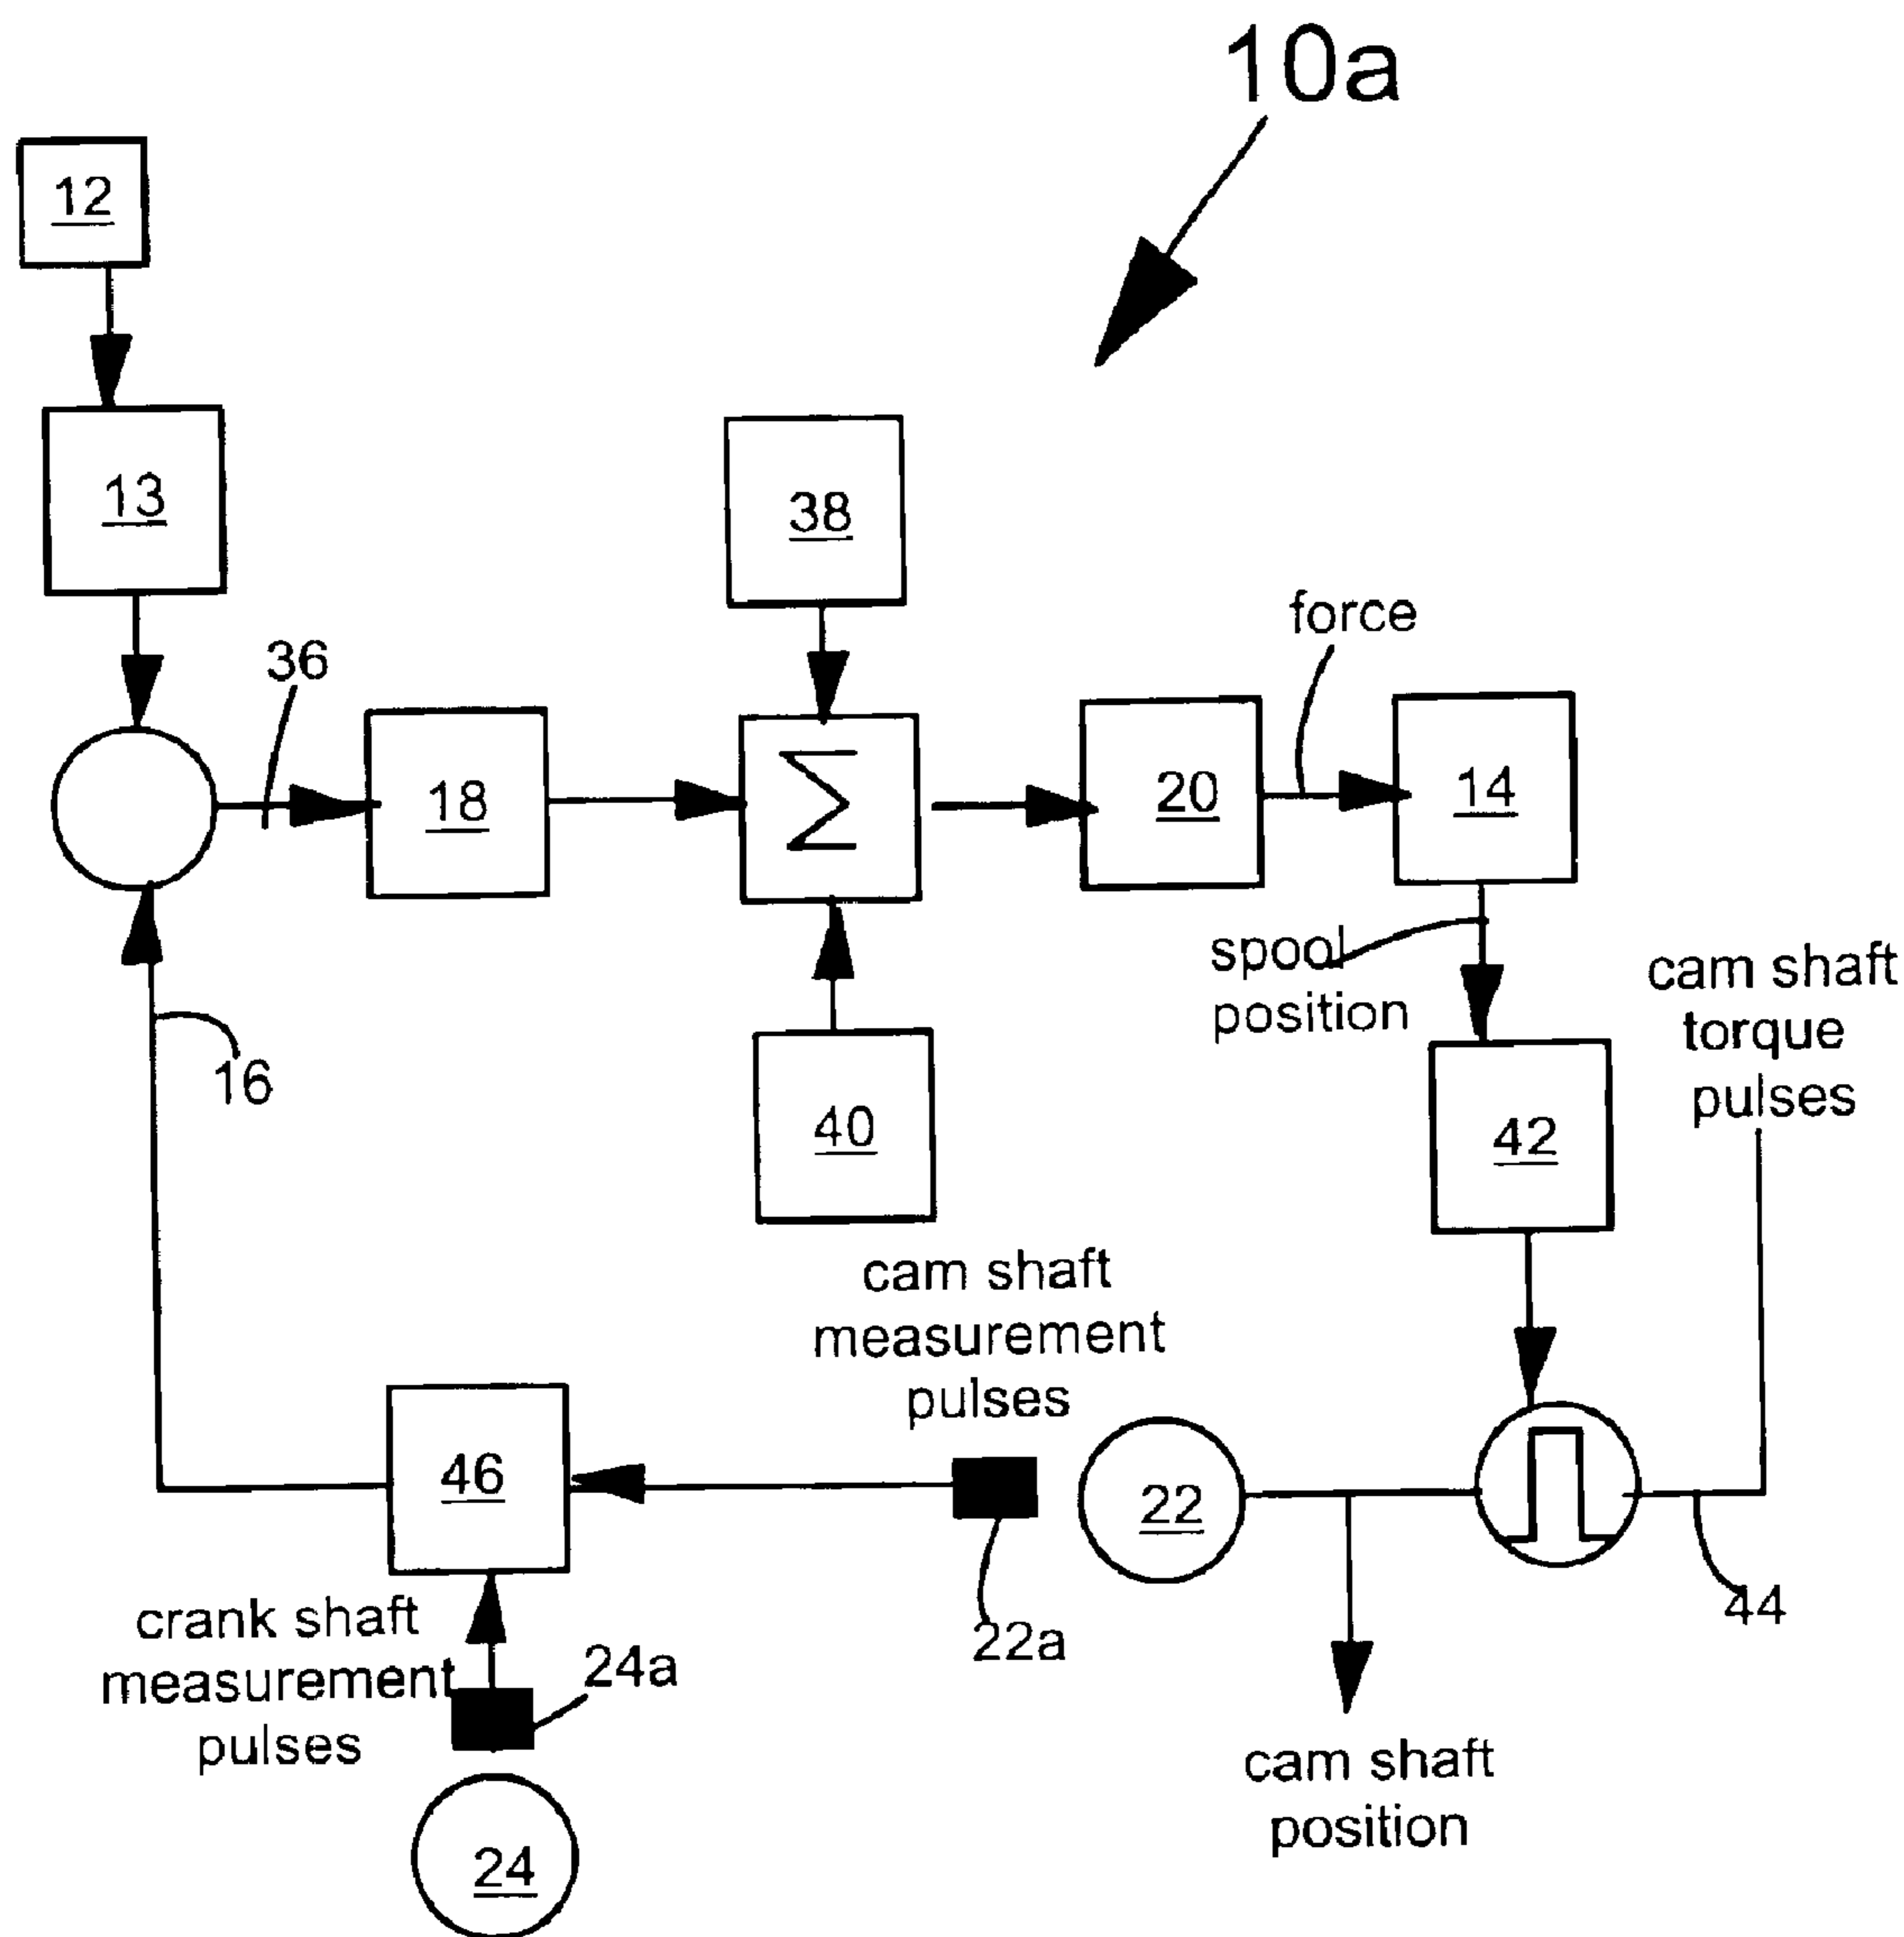 10a
12
13
38
force
36
18
Σ
20
14
spool
position
cam shaft
torque
pulses
16
40
42
cam shaft
measurement
pulses
46
22
22a
44
crank shaft
measurement
pulses
24a
cam shaft
position
24